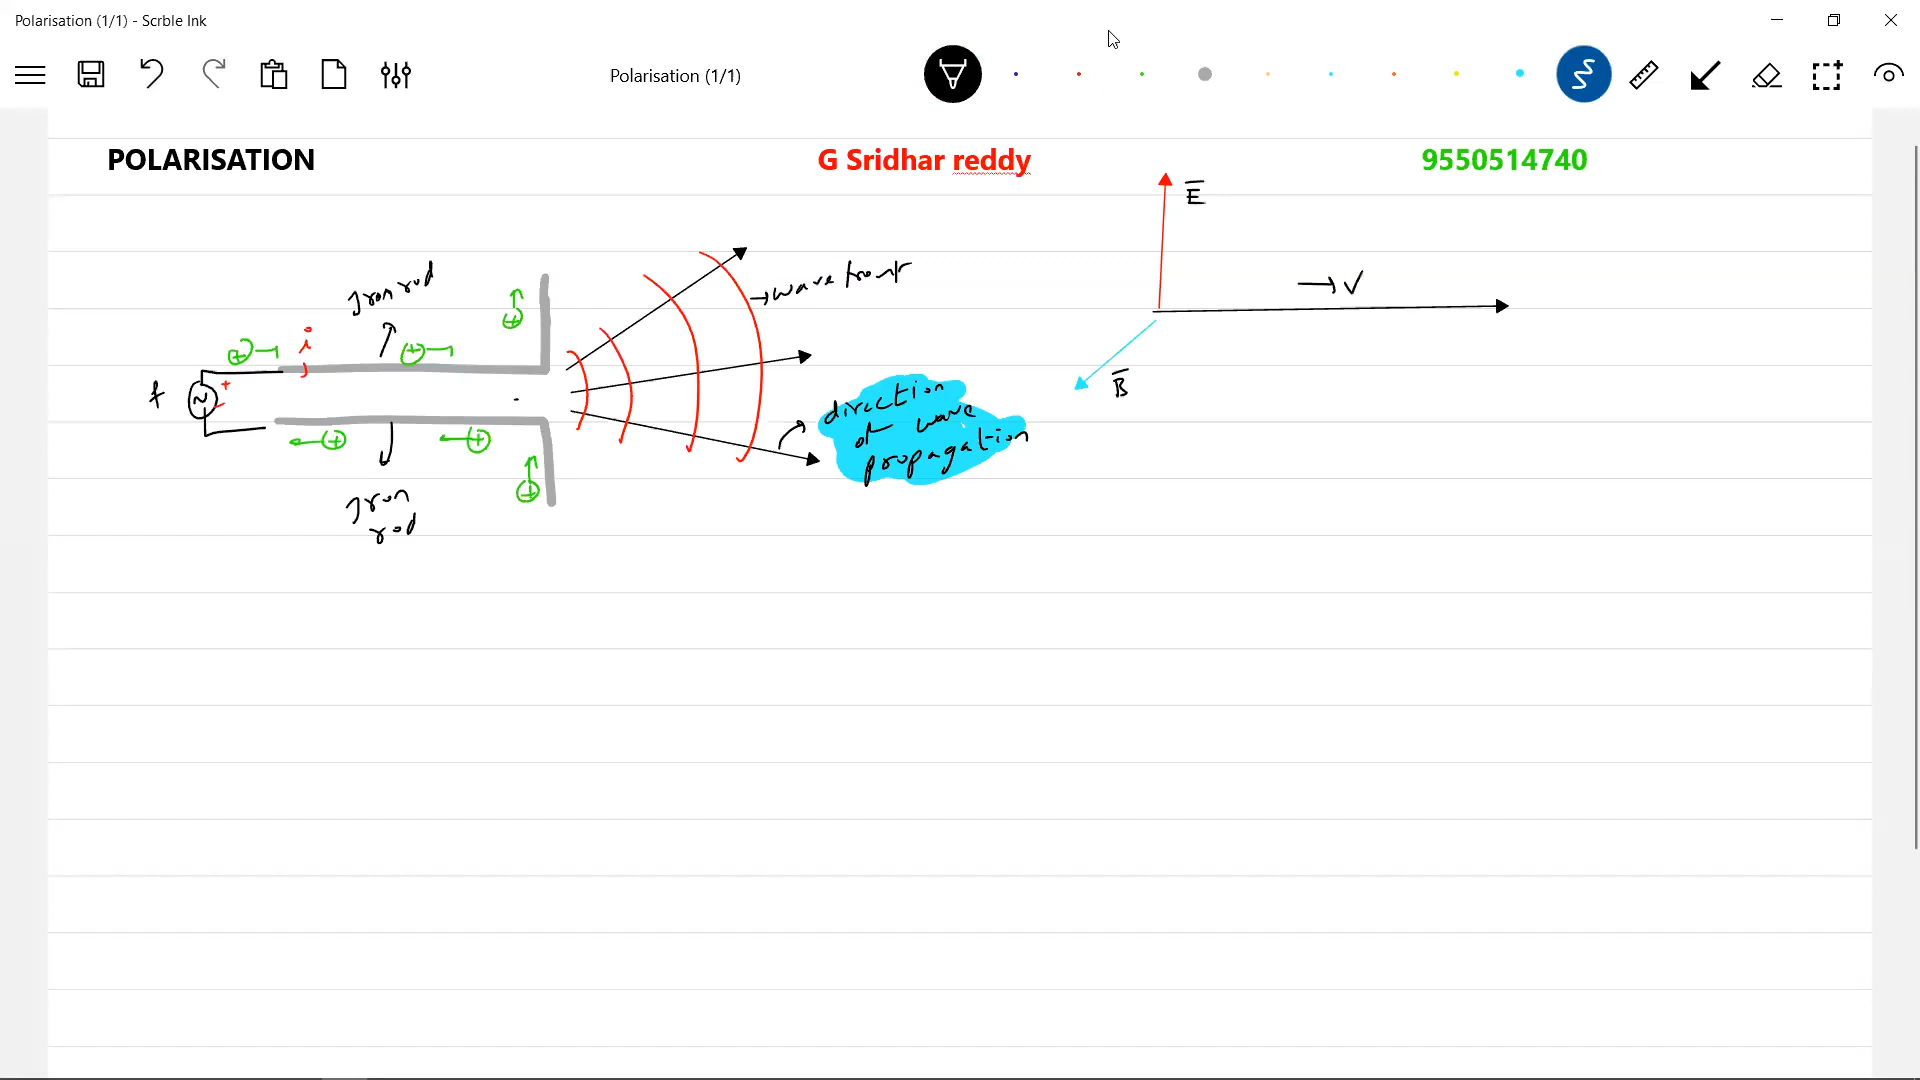 Polarisation (1/1) - Scrble Ink
Polarisation (1/1)
POLARISATION
G Sridhar reddy
9550514740
E
V
B
Iron rod
wave front
i
f
+
-
direction
of wave
propagation
Iron
rod